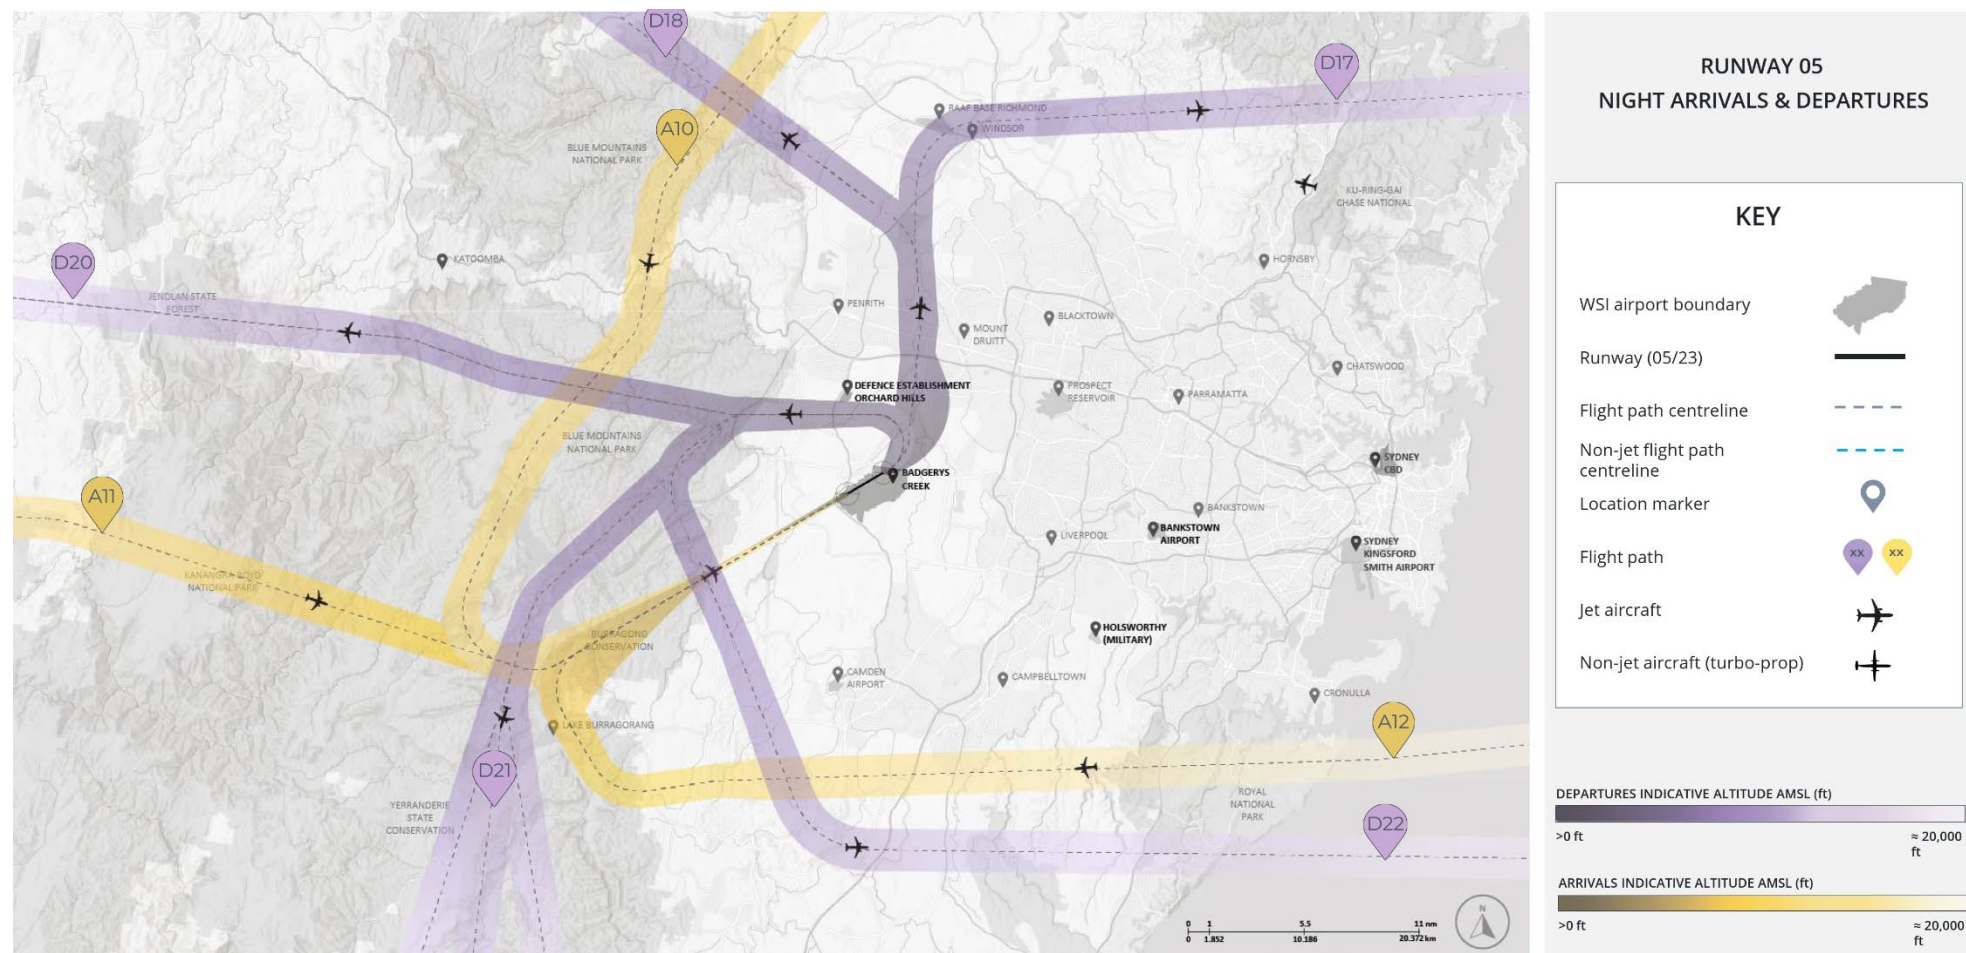 D18
D17
RAAF BASE RICHMOND
WINDSOR
A10
BLUE MOUNTAINS
NATIONAL PARK
KU-RING-GAI
CHASE NATIONAL
D20
KATOOMBA
HORNSBY
JENOLAN STATE
FOREST
PENRITH
BLACKTOWN
MOUNT
DRUITT
CHATSWOOD
DEFENCE ESTABLISHMENT
ORCHARD HILLS
PROSPECT
RESERVOIR
PARRAMATTA
BLUE MOUNTAINS
NATIONAL PARK
SYDNEY
CBD
BADGERYS
CREEK
A11
BANKSTOWN
BANKSTOWN
AIRPORT
LIVERPOOL
SYDNEY
KINGSFORD
SMITH AIRPORT
KANANGRA-BOYD
NATIONAL PARK
HOLSWORTHY
(MILITARY)
BURRAGONG
CONSERVATION
CAMDEN
AIRPORT
CAMPBELLTOWN
CRONULLA
LAKE BURRAGORANG
A12
D21
YERRANDERIE
STATE
CONSERVATION
ROYAL
NATIONAL
PARK
D22
0 1 5.5 11 nm
0 1.852 10.186 20.372 km
N
RUNWAY 05
NIGHT ARRIVALS & DEPARTURES
KEY
WSI airport boundary
Runway (05/23)
Flight path centreline
Non-jet flight path
centreline
Location marker
Flight path
XX XX
Jet aircraft
Non-jet aircraft (turbo-prop)
DEPARTURES INDICATIVE ALTITUDE AMSL (ft)
>0 ft ≈ 20,000
ft
ARRIVALS INDICATIVE ALTITUDE AMSL (ft)
>0 ft ≈ 20,000
ft